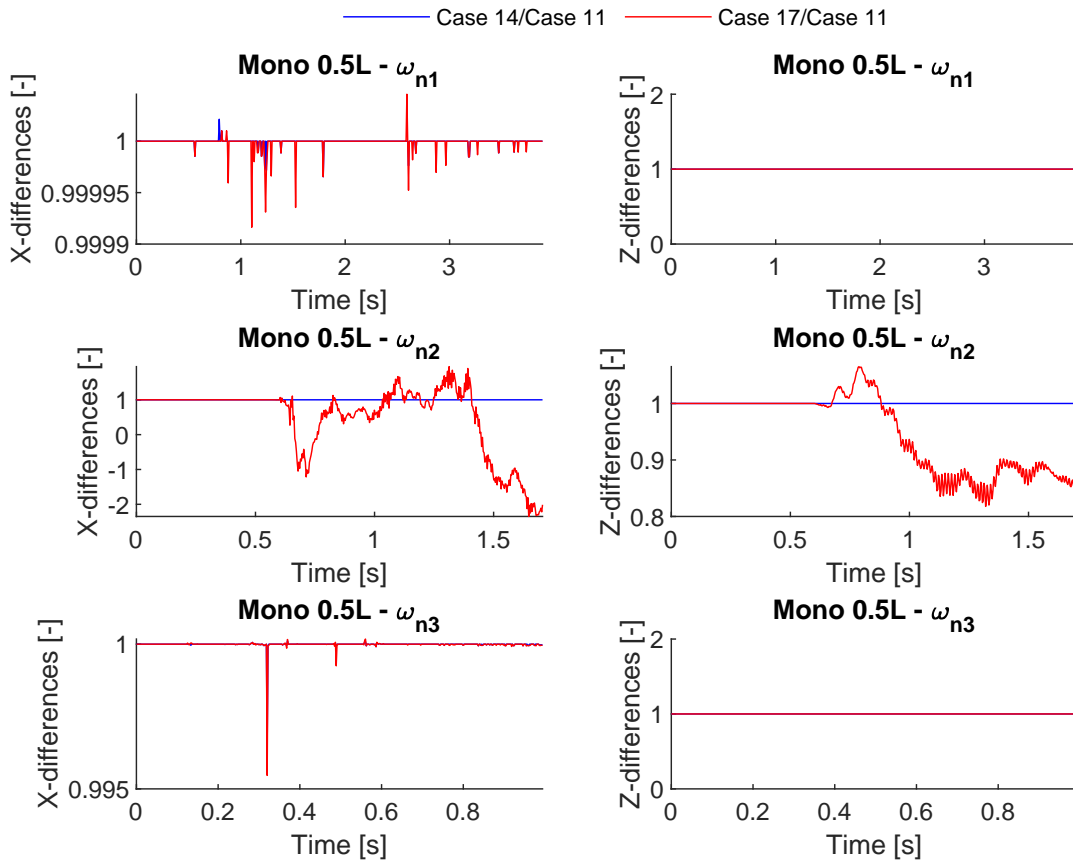 Case 14/Case 11 Case 17/Case 11
Mono 0.5L - ωn1
X-differences [-]
1
0.99995
0.9999
0 1 2 3
Time [s]
Mono 0.5L - ωn1
Z-differences [-]
2
1
0
0 1 2 3
Time [s]
Mono 0.5L - ωn2
X-differences [-]
1
0
-1
-2
0 0.5 1 1.5
Time [s]
Mono 0.5L - ωn2
Z-differences [-]
1
0.9
0.8
0 0.5 1 1.5
Time [s]
Mono 0.5L - ωn3
X-differences [-]
1
0.995
0 0.2 0.4 0.6 0.8
Time [s]
Mono 0.5L - ωn3
Z-differences [-]
2
1
0
0 0.2 0.4 0.6 0.8
Time [s]